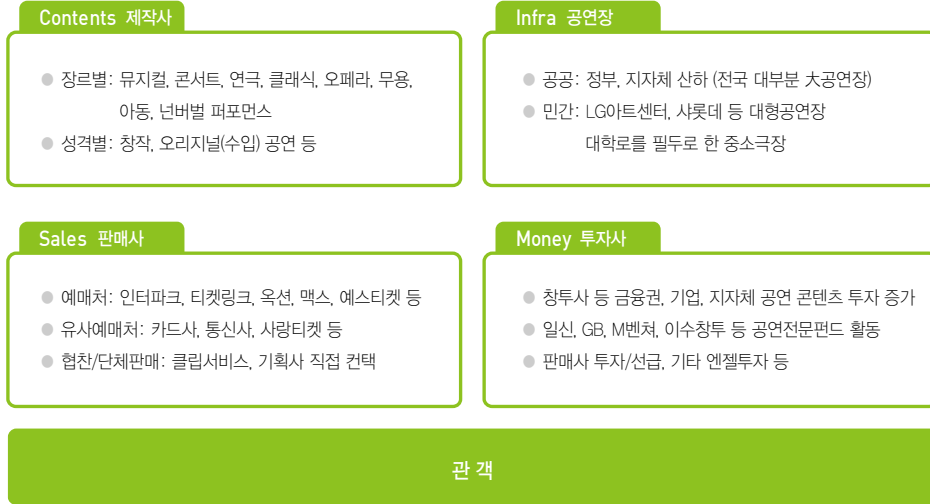 Contents 제작사
● 장르별: 뮤지컬, 콘서트, 연극, 클래식, 오페라, 무용,
아동, 넌버벌 퍼포먼스
● 성격별: 창작, 오리지널(수입) 공연 등
Infra 공연장
● 공공: 정부, 지자체 산하 (전국 대부분 大공연장)
● 민간: LG아트센터, 샤롯데 등 대형공연장
대학로를 필두로 한 중소극장
Sales 판매사
● 예매처: 인터파크, 티켓링크, 옥션, 맥스, 예스티켓 등
● 유사예매처: 카드사, 통신사, 사랑티켓 등
● 협찬/단체판매: 클립서비스, 기획사 직접 컨택
Money 투자사
● 창투사 등 금융권, 기업, 지자체 공연 콘텐츠 투자 증가
● 일신, GB, M벤쳐, 이수창투 등 공연전문펀드 활동
● 판매사 투자/선급, 기타 엔젤투자 등
관 객